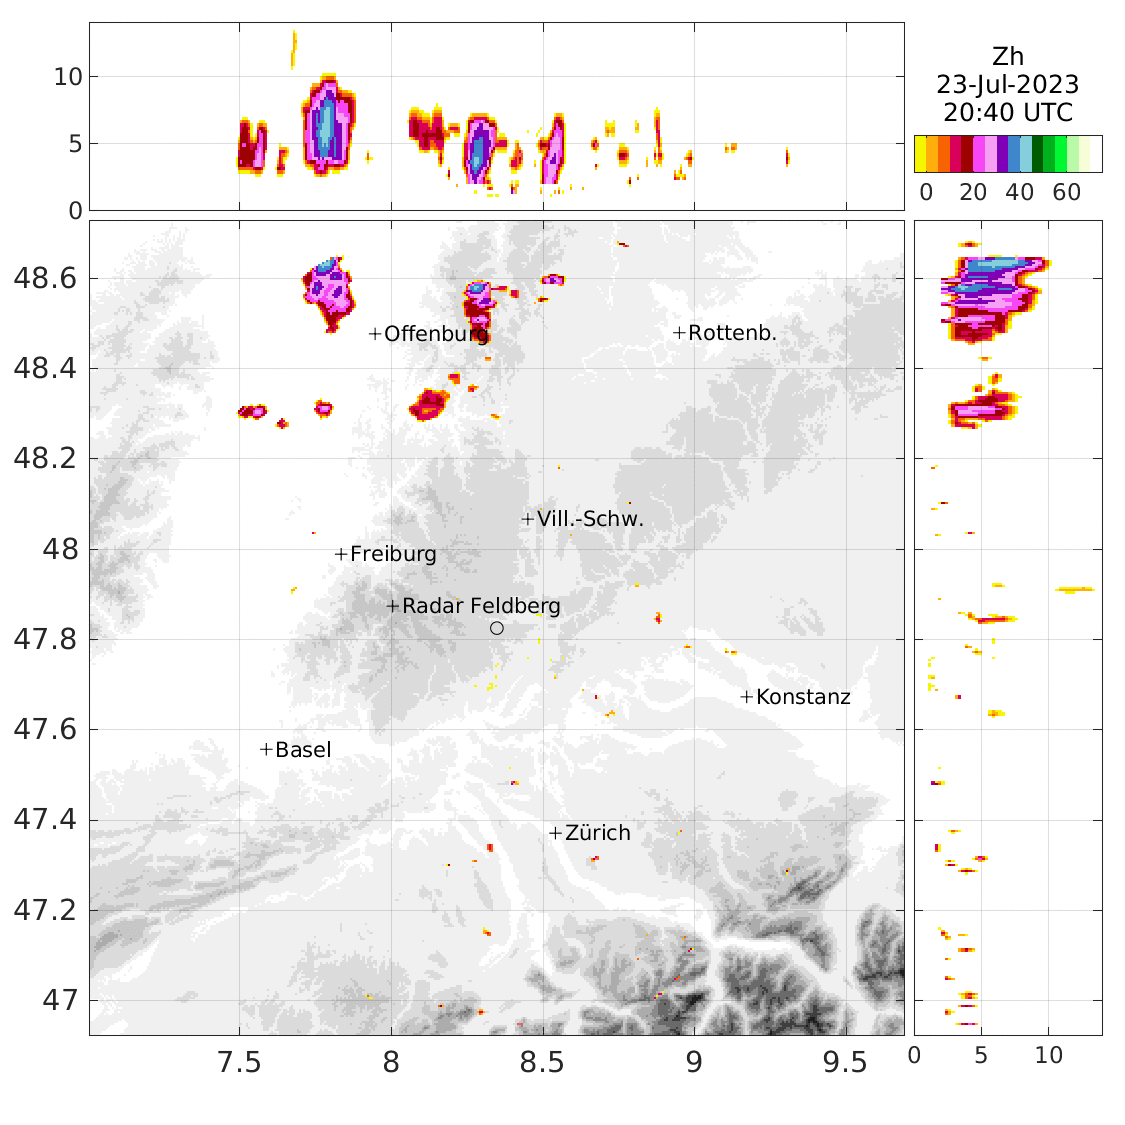 Zh
23-Jul-2023
20:40 UTC
0 20 40 60
10
5
0
48.6
48.4
48.2
48
47.8
47.6
47.4
47.2
47
Offenburg
Rottenb.
Vill.-Schw.
Freiburg
Radar Feldberg
Konstanz
Basel
Zürich
7.5 8 8.5 9 9.5
0 5 10